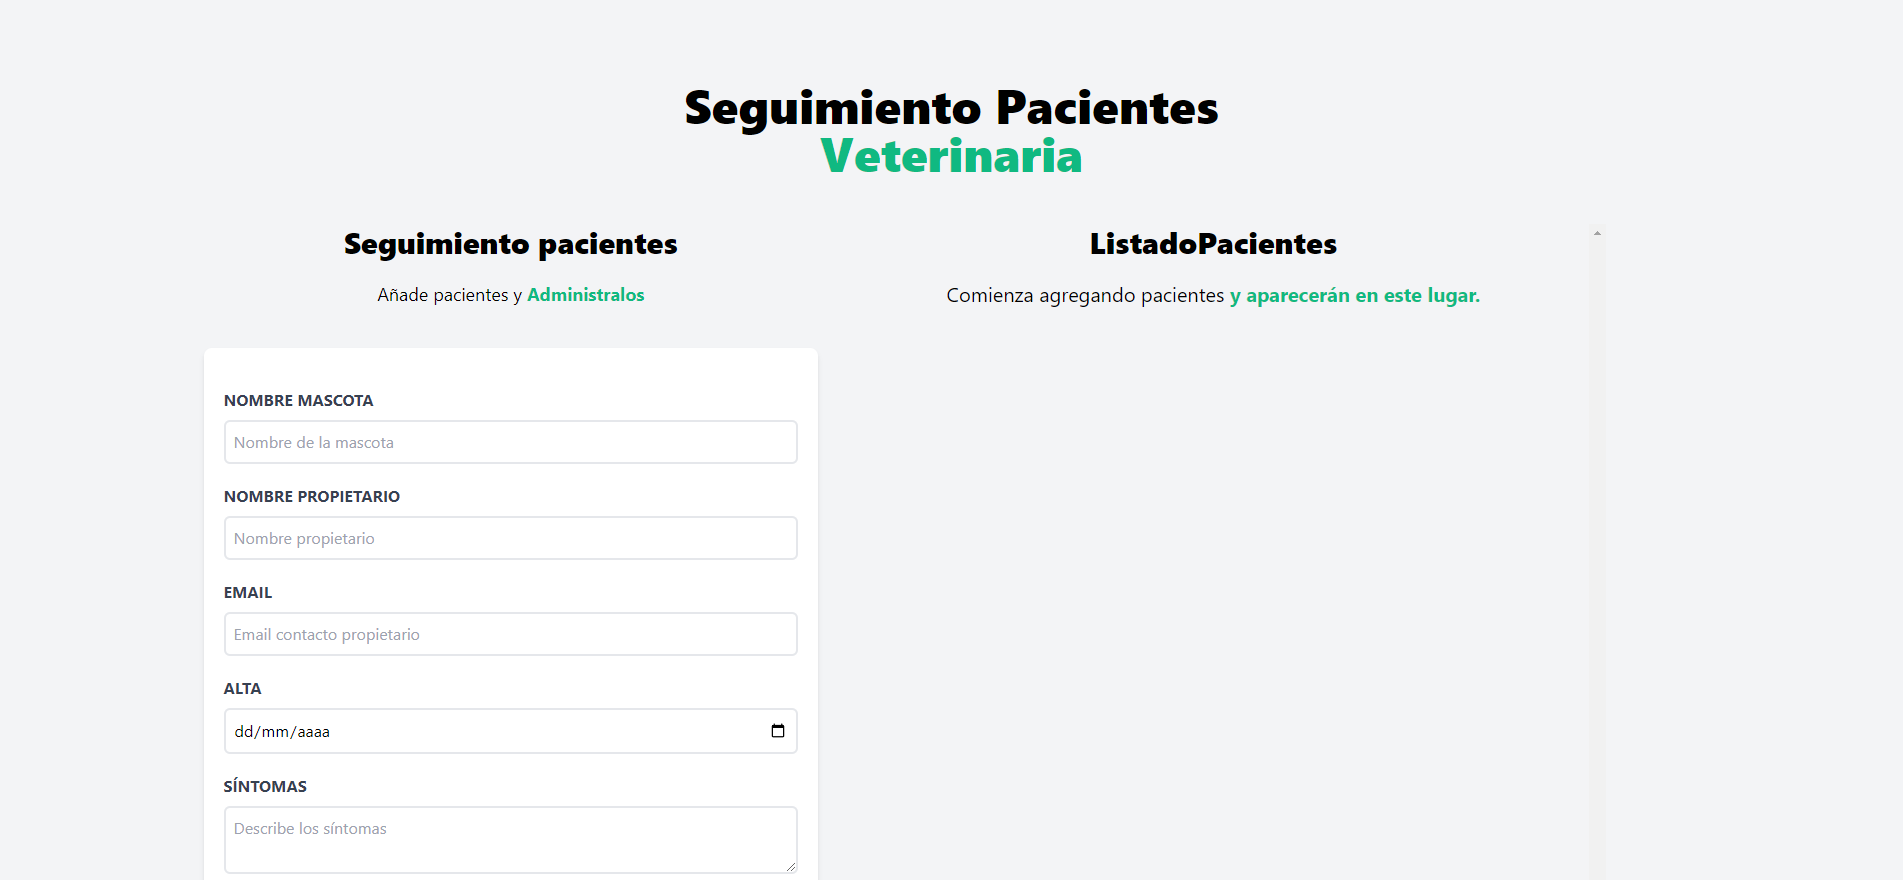 Seguimiento Pacientes
Veterinaria
Seguimiento pacientes
Añade pacientes y Administralos
NOMBRE MASCOTA
Nombre de la mascota
NOMBRE PROPIETARIO
Nombre propietario
EMAIL
Email contacto propietario
ALTA
dd/mm/aaaa
SÍNTOMAS
Describe los síntomas
ListadoPacientes
Comienza agregando pacientes y aparecerán en este lugar.